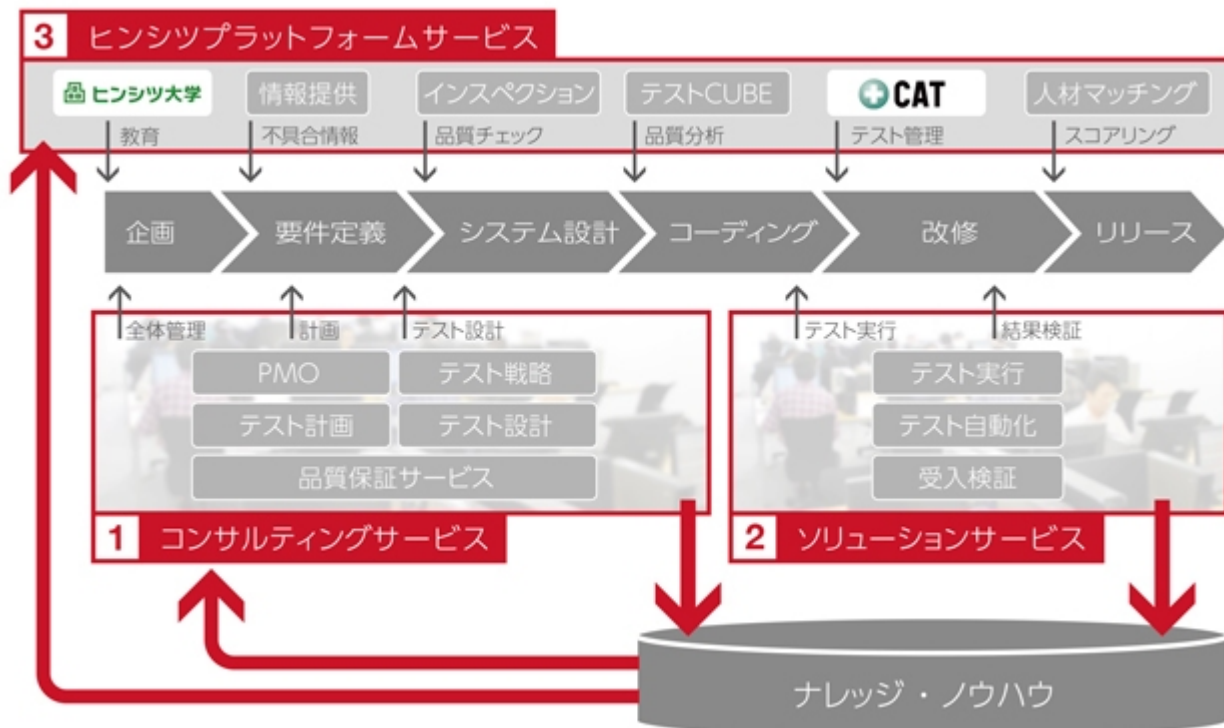 3 ヒンシツプラットフォームサービス
ヒンシツ大学 情報提供 インスペクション テストCUBE CAT 人材マッチング
教育 不具合情報 品質チェック 品質分析 テスト管理 スコアリング
企画 要件定義 システム設計 コーディング 改修 リリース
全体管理 計画 テスト設計
PMO テスト戦略
テスト計画 テスト設計
品質保証サービス
1 コンサルティングサービス
テスト実行 結果検証
テスト実行
テスト自動化
受入検証
2 ソリューションサービス
ナレッジ・ノウハウ